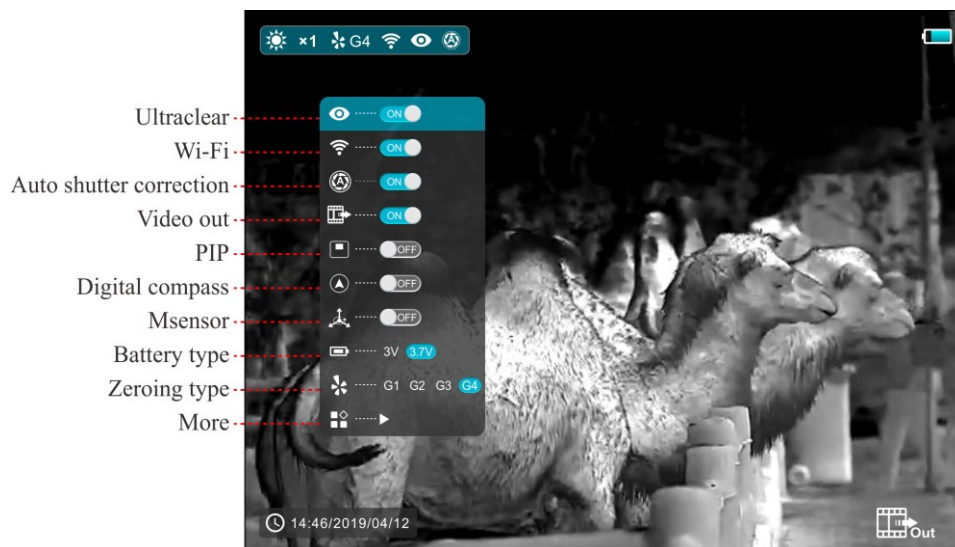 ×1 G4
Ultraclear ON
Wi-Fi ON
Auto shutter correction ON
Video out ON
PIP OFF
Digital compass OFF
Msensor OFF
Battery type 3V 3.7V
Zeroing type G1 G2 G3 G4
More
14:46/2019/04/12
Out